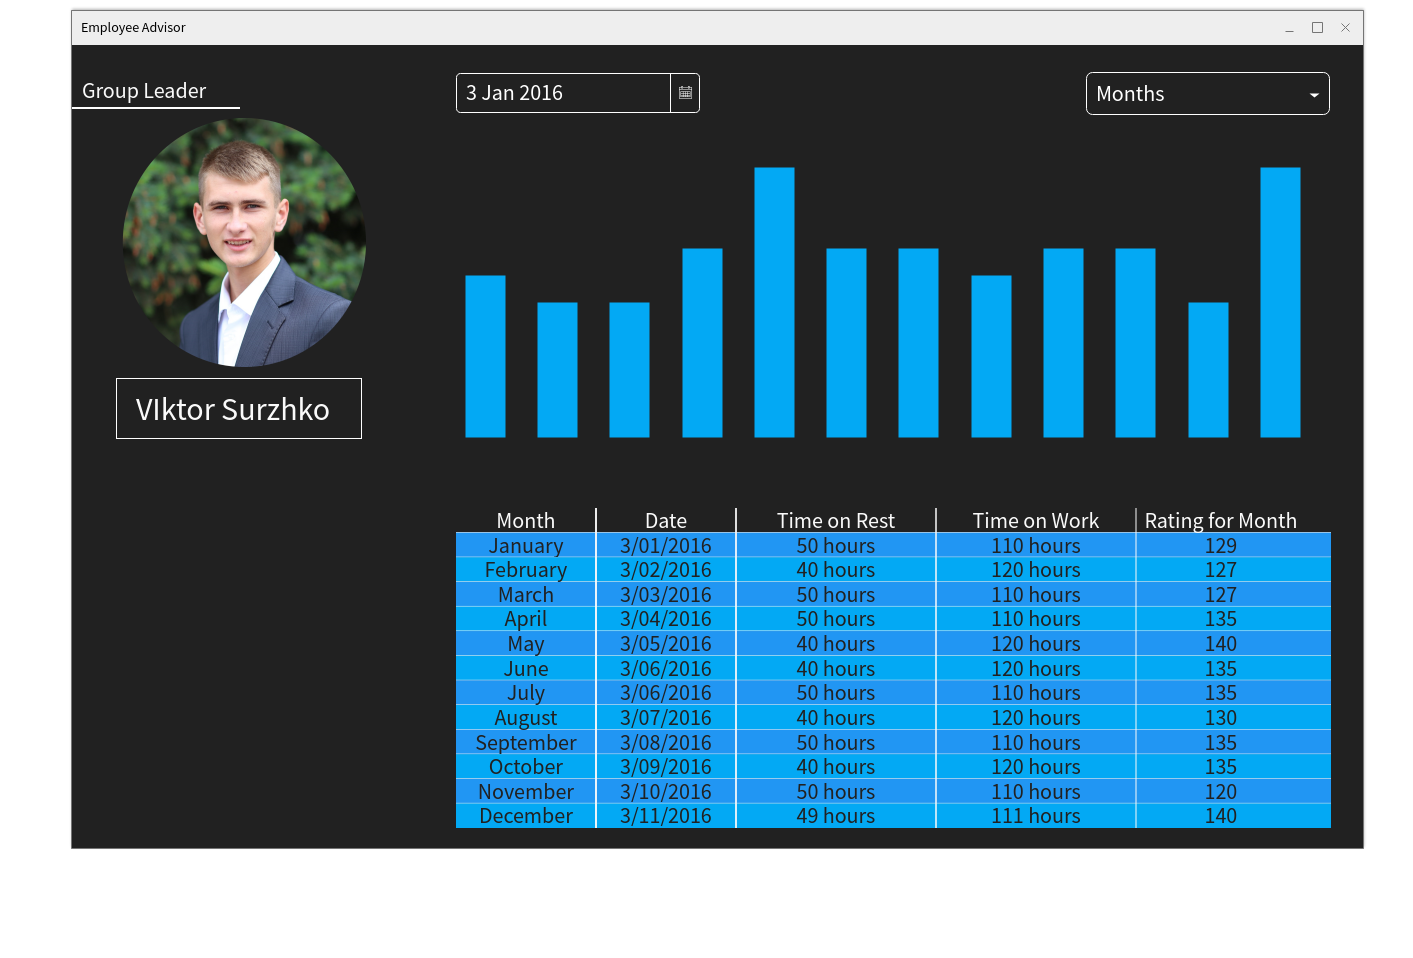 Employee Advisor
Group Leader
3 Jan 2016
Months
VIktor Surzhko
Month Date Time on Rest Time on Work Rating for Month
January 3/01/2016 50 hours 110 hours 129
February 3/02/2016 40 hours 120 hours 127
March 3/03/2016 50 hours 110 hours 127
April 3/04/2016 50 hours 110 hours 135
May 3/05/2016 40 hours 120 hours 140
June 3/06/2016 40 hours 120 hours 135
July 3/06/2016 50 hours 110 hours 135
August 3/07/2016 40 hours 120 hours 130
September 3/08/2016 50 hours 110 hours 135
October 3/09/2016 40 hours 120 hours 135
November 3/10/2016 50 hours 110 hours 120
December 3/11/2016 49 hours 111 hours 140